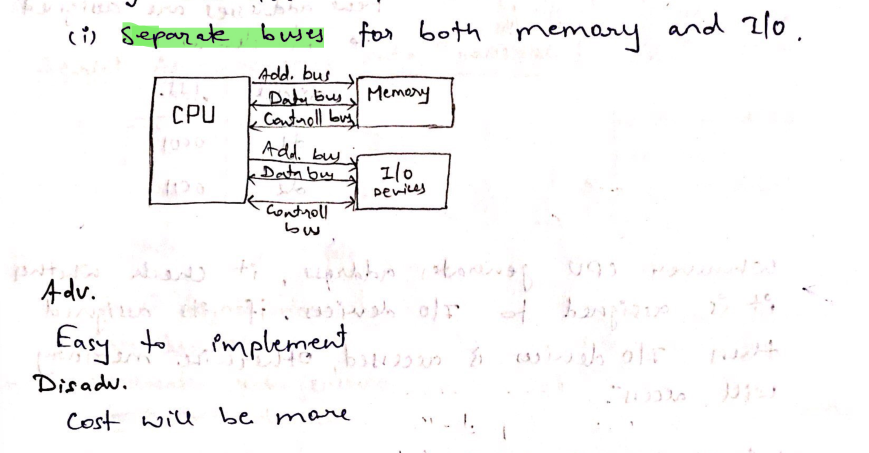 (i) Separate buses for both memory and I/O.
Add. bus
Data bus
Controll bus
CPU
Memory
Add. bus
Data bus
Controll
bus
I/O
Devices
Adv.
Easy to implement
Disadv.
Cost will be more